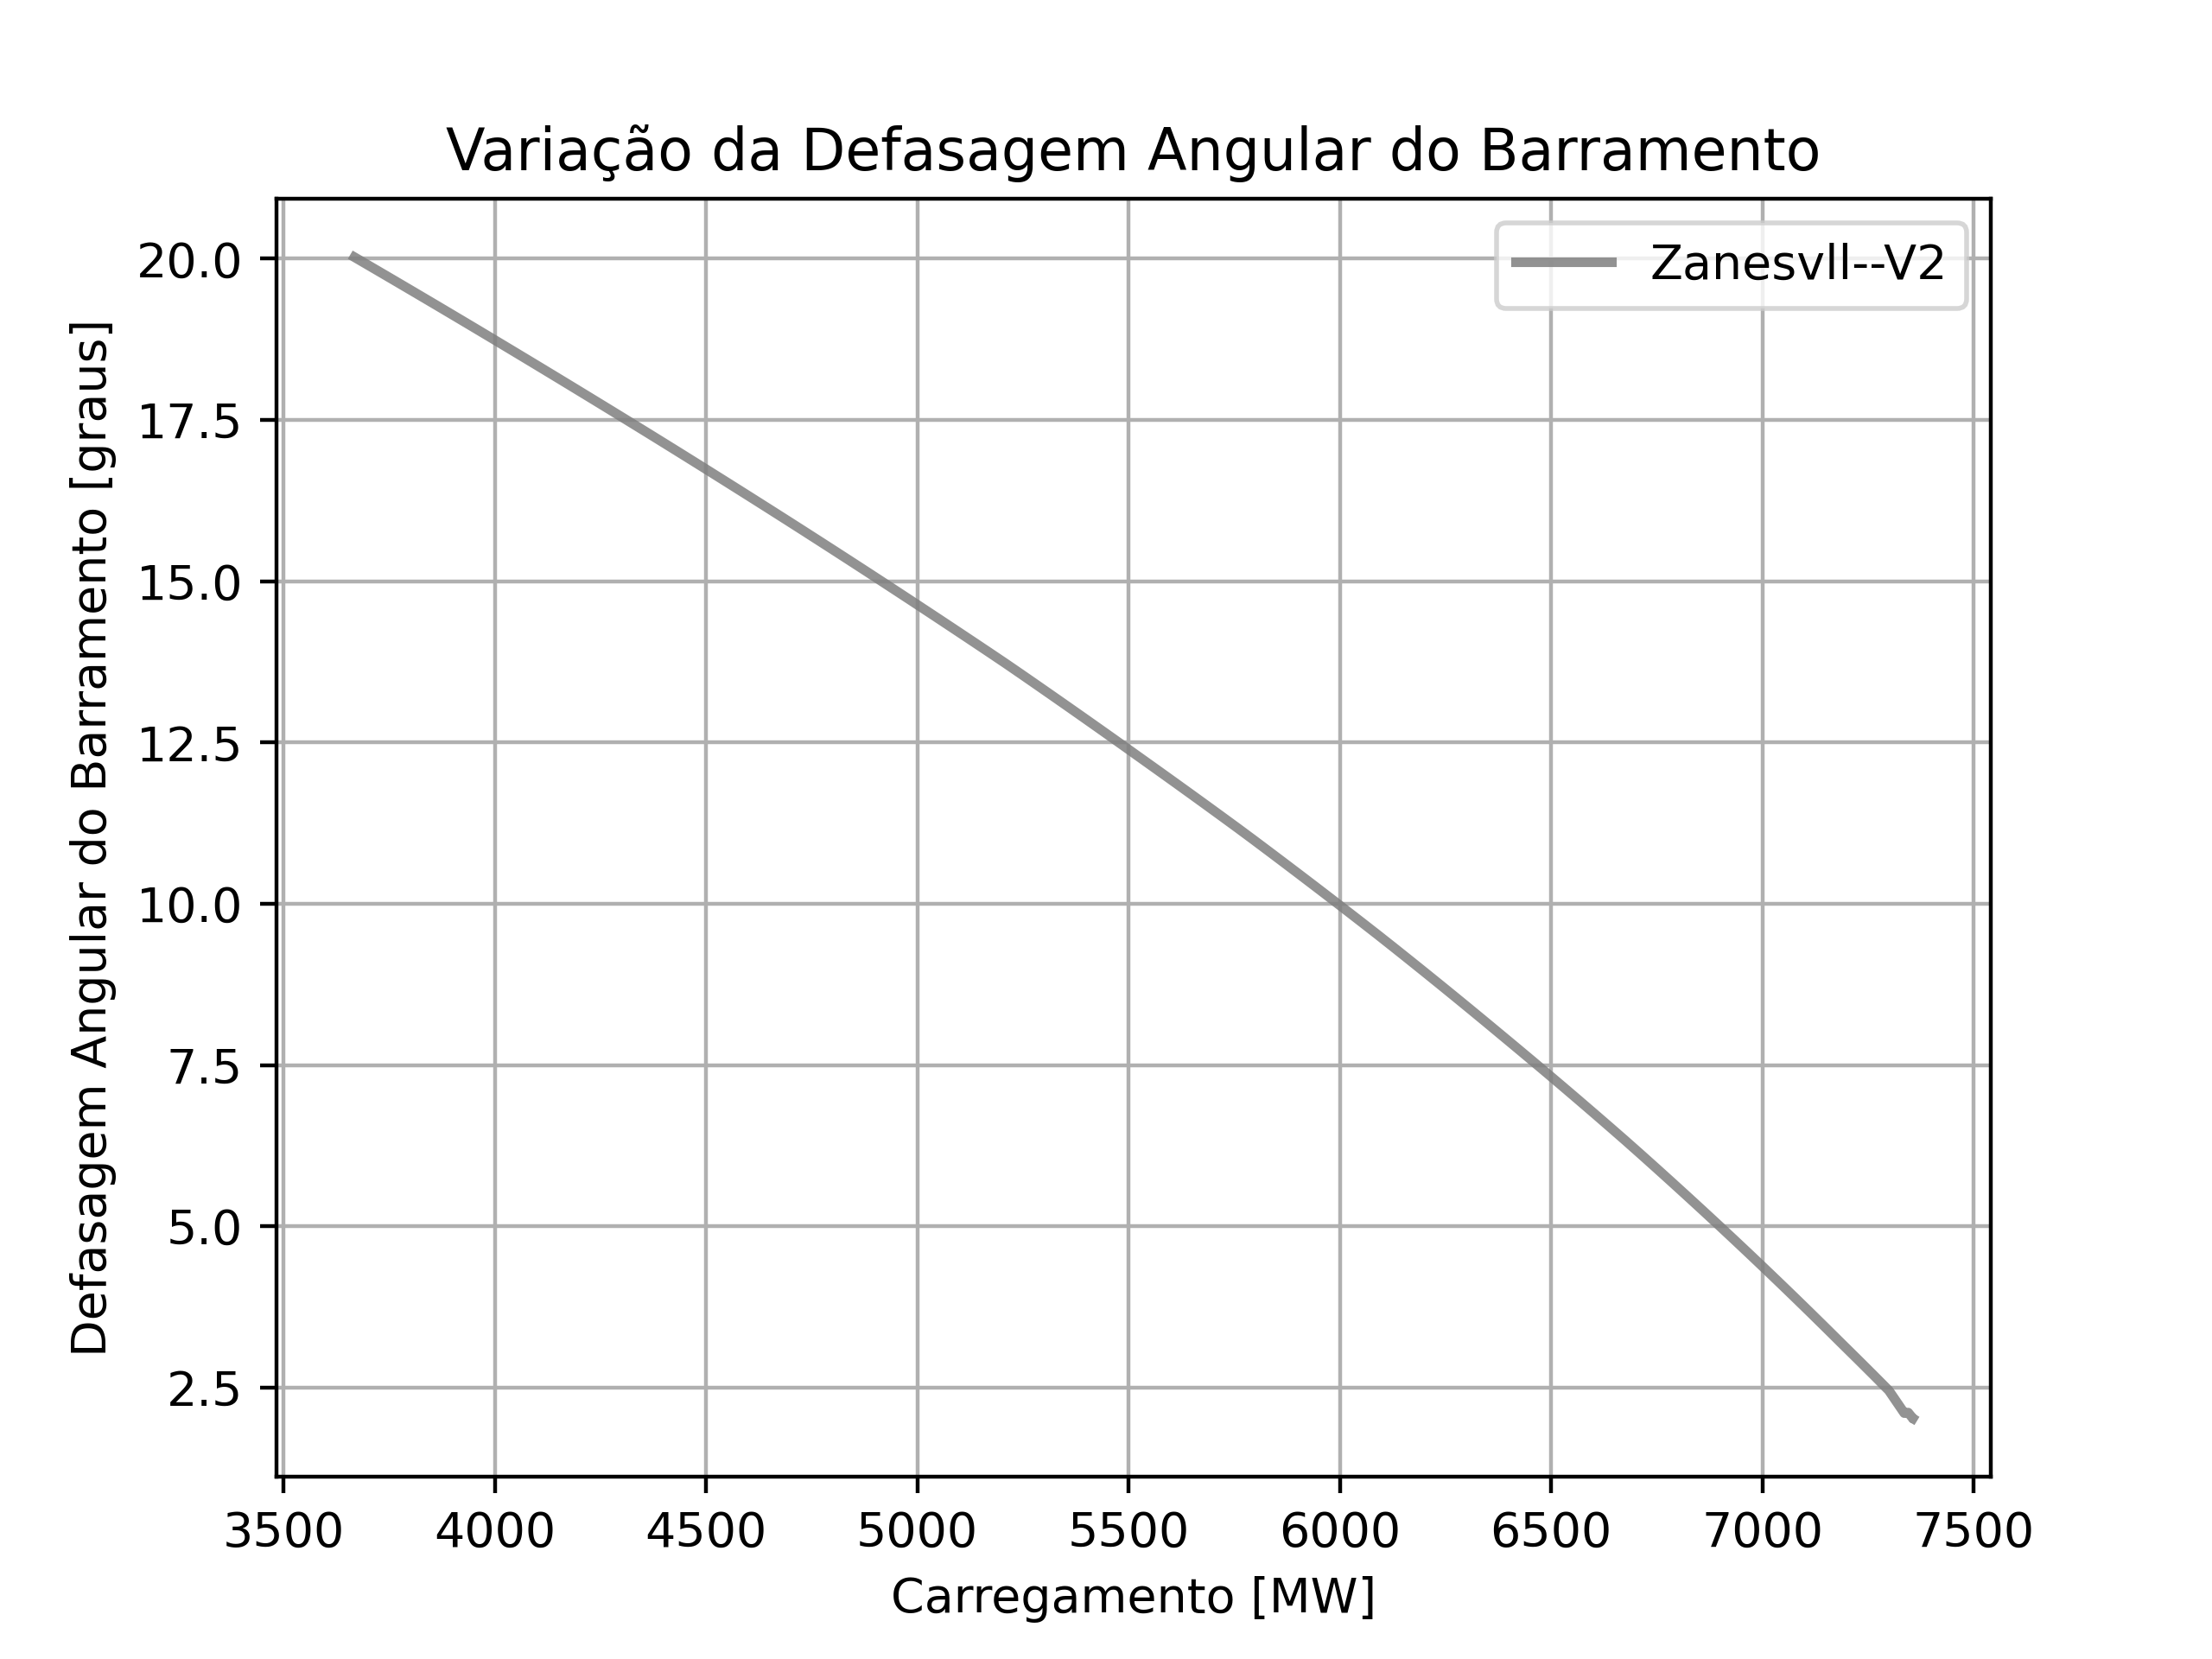 Variação da Defasagem Angular do Barramento
Zanesvll--V2
Defasagem Angular do Barramento [graus]
20.0
17.5
15.0
12.5
10.0
7.5
5.0
2.5
3500 4000 4500 5000 5500 6000 6500 7000 7500
Carregamento [MW]